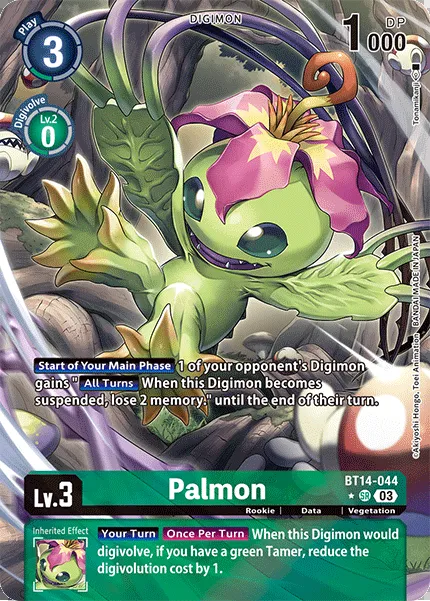 DIGIMON
Play
3
DP
1000
Digivolve
Lv.2
0
Tonamikanji
Start of Your Main Phase 1 of your opponent's Digimon
gains " All Turns When this Digimon becomes
suspended, lose 2 memory." until the end of their turn.
©Akiyoshi Hongo, Toei Animation BANDAI MADE IN JAPAN
Lv.3
Palmon
BT14-044
SR 03
Rookie | Data | Vegetation
Inherited Effect
Your Turn Once Per Turn When this Digimon would
digivolve, if you have a green Tamer, reduce the
digivolution cost by 1.